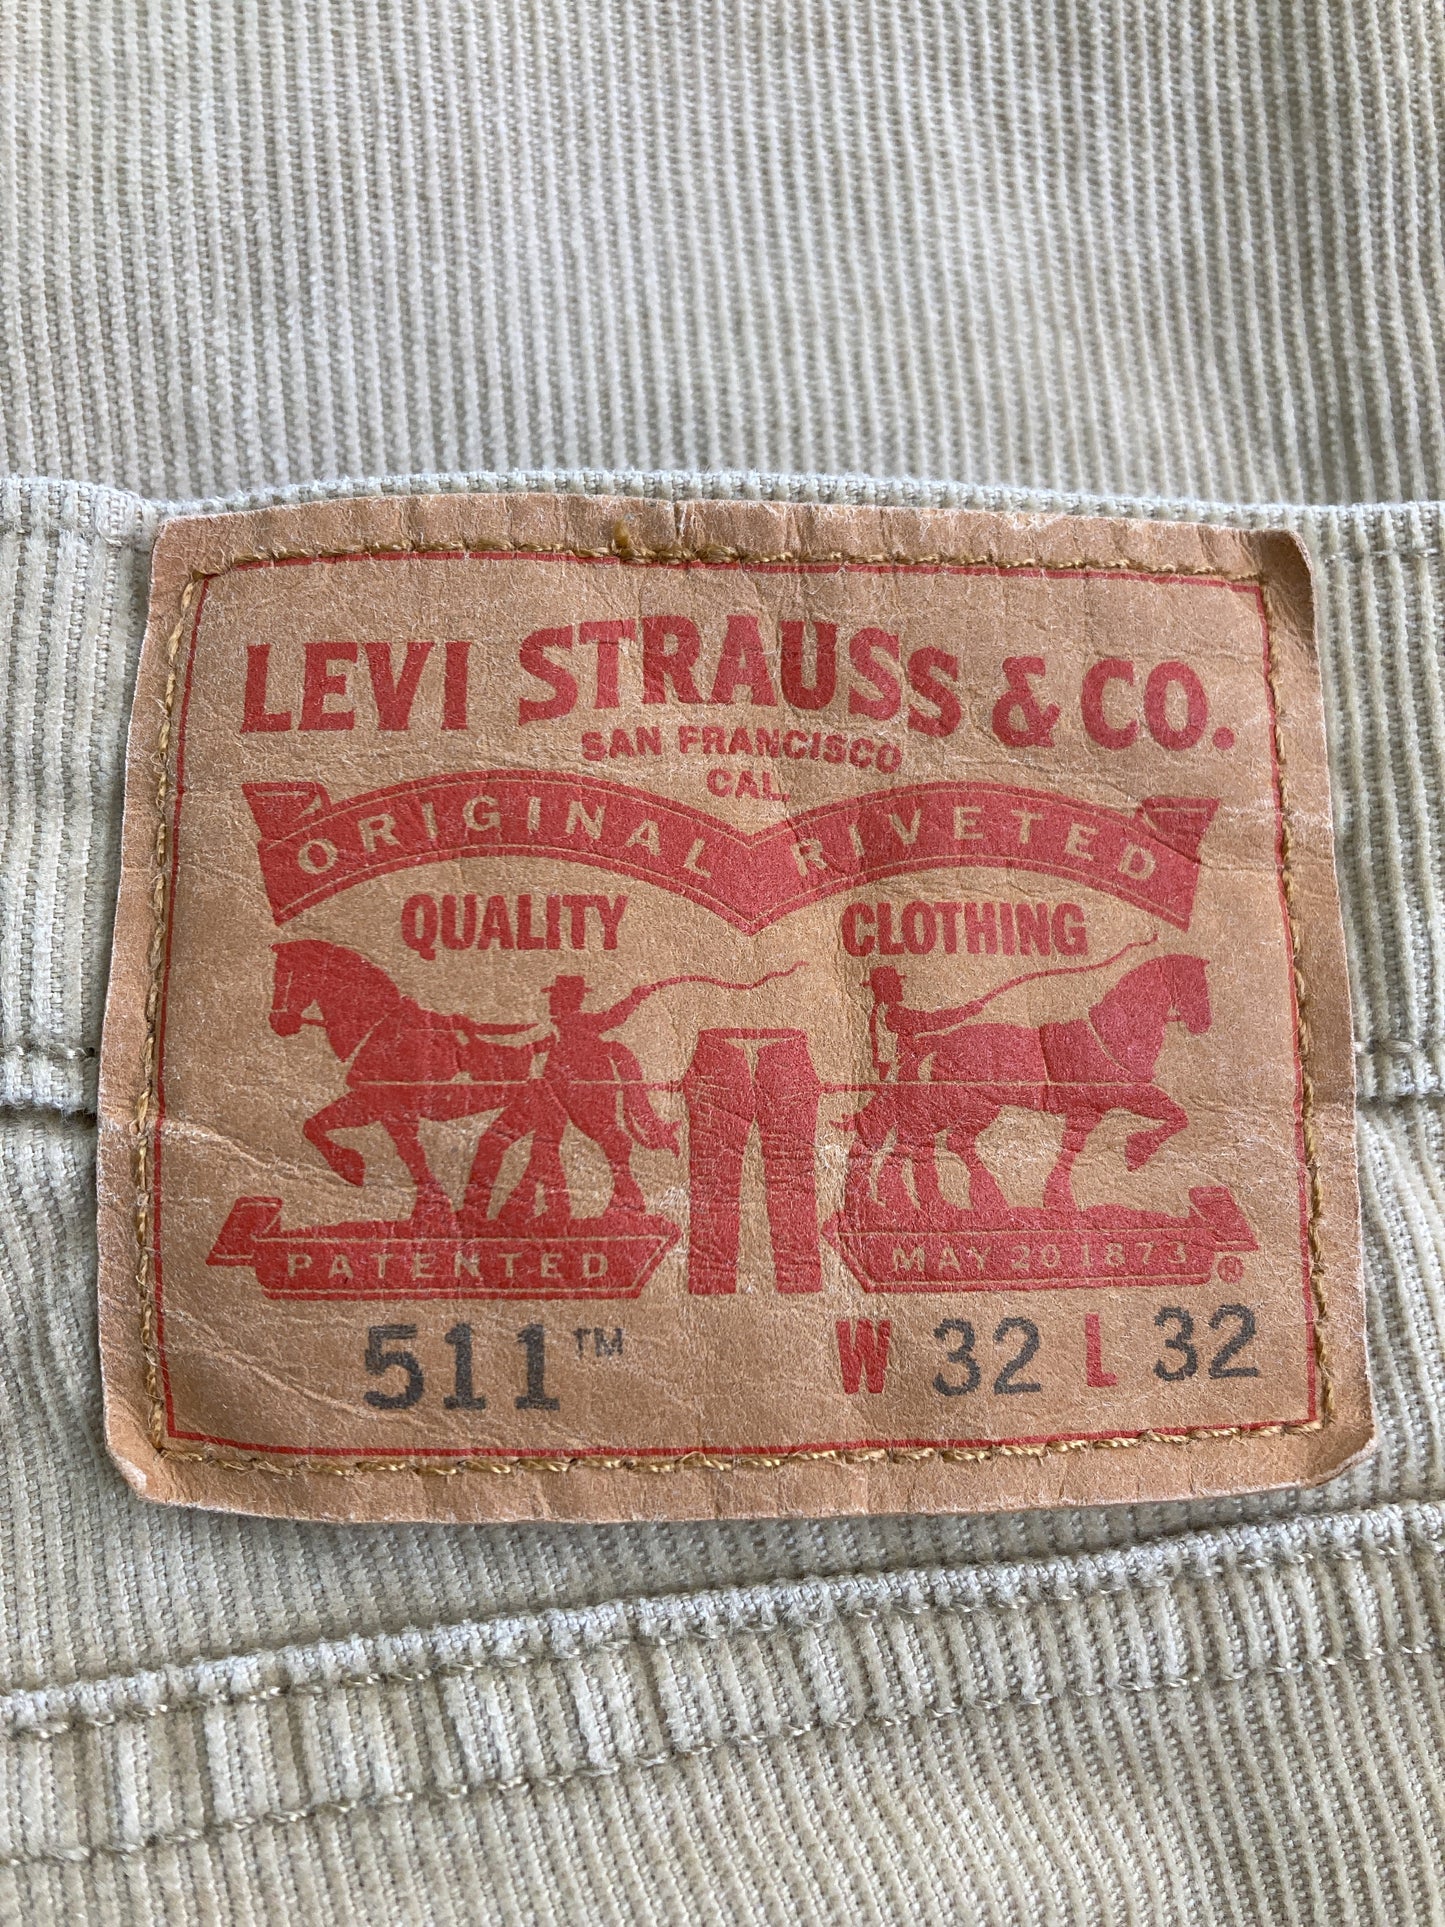 LEVI STRAUSS & CO.
SAN FRANCISCO
CAL.
ORIGINAL RIVETED
QUALITY CLOTHING
PATENTED MAY 20 1873 ®
511™ W 32 L 32